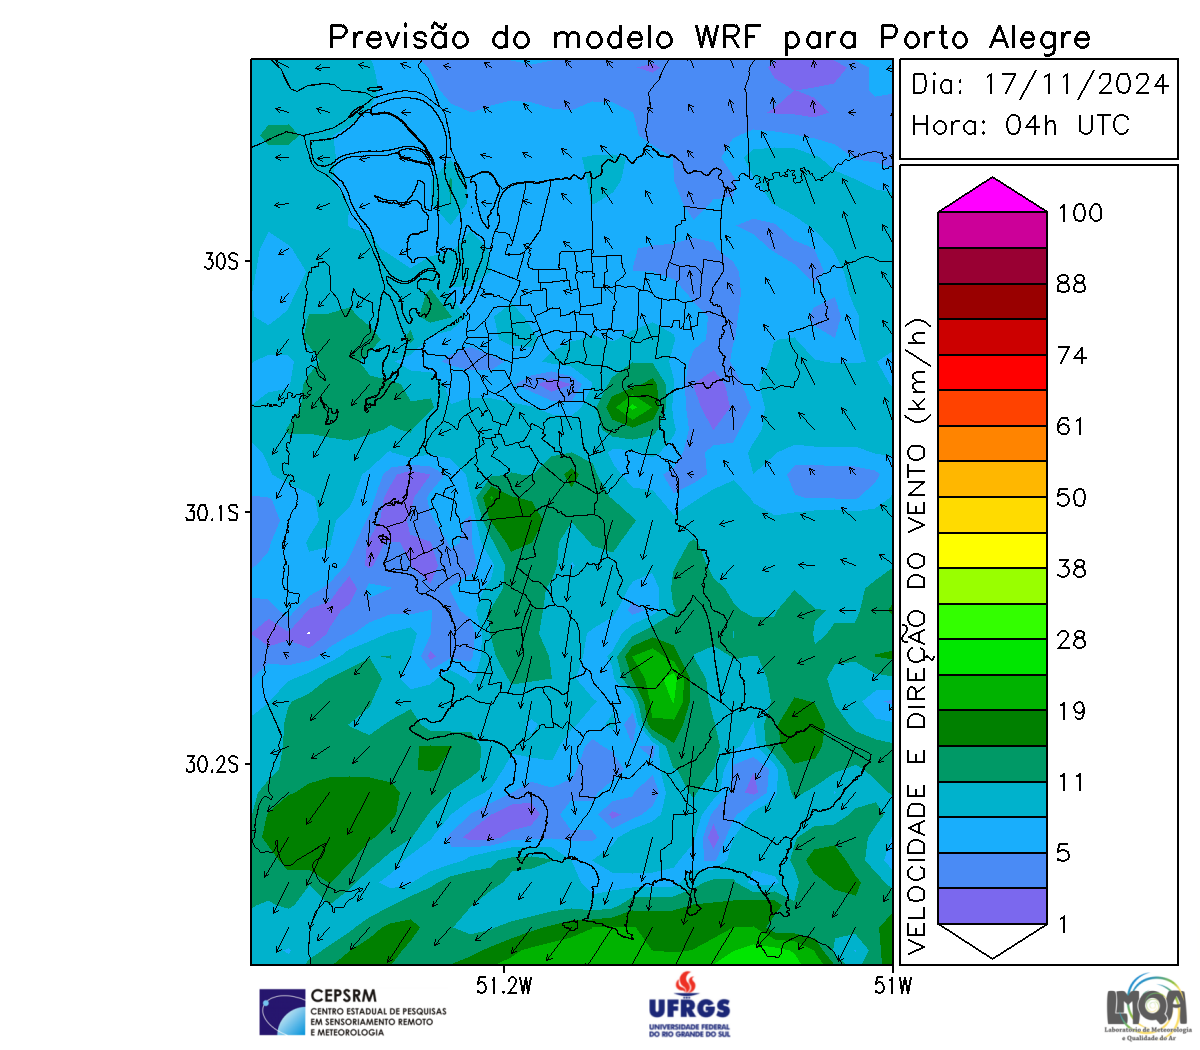 Previsão do modelo WRF para Porto Alegre
Dia: 17/11/2024
Hora: 04h UTC
30S
30.1S
30.2S
51.2W
51W
VELOCIDADE E DIREÇÃO DO VENTO (km/h)
100
88
74
61
50
38
28
19
11
5
1
CEPSRM
CENTRO ESTADUAL DE PESQUISAS
EM SENSORIAMENTO REMOTO
E METEOROLOGIA
UFRGS
UNIVERSIDADE FEDERAL
DO RIO GRANDE DO SUL
LMQA
Laboratório de Meteorologia
e Qualidade do Ar